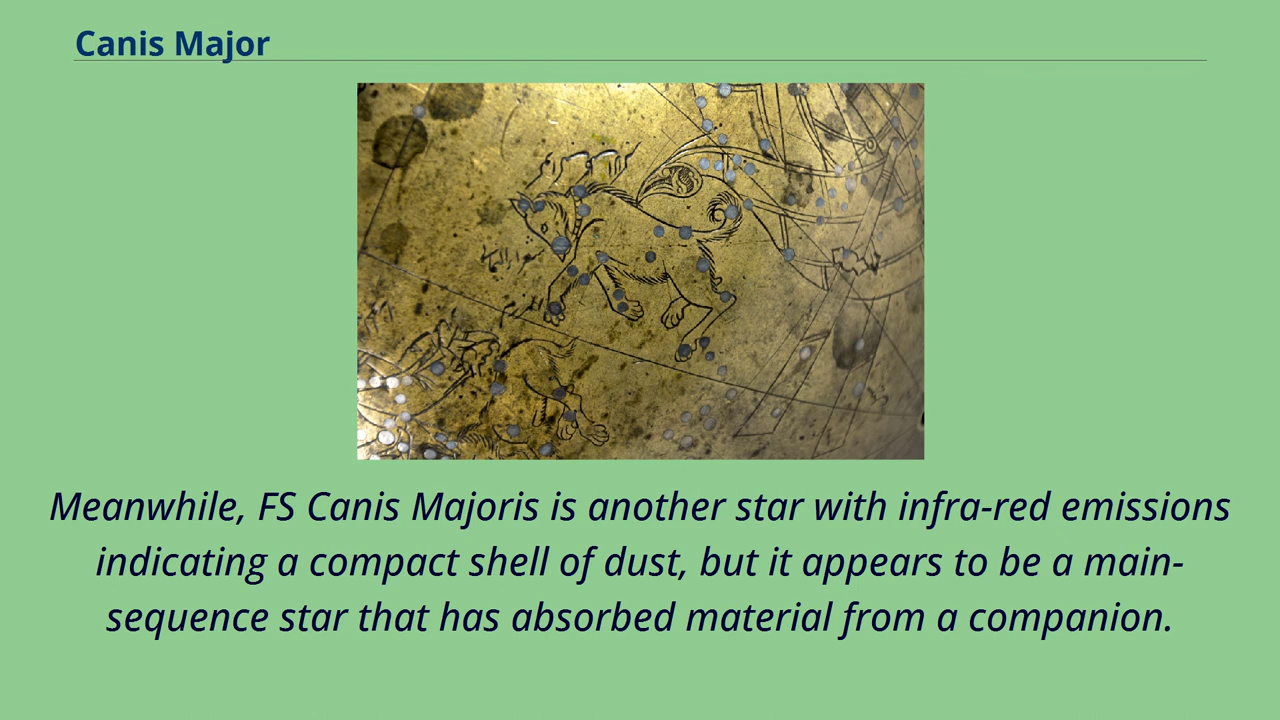 Canis Major
Meanwhile, FS Canis Majoris is another star with infra-red emissions
indicating a compact shell of dust, but it appears to be a main-
sequence star that has absorbed material from a companion.